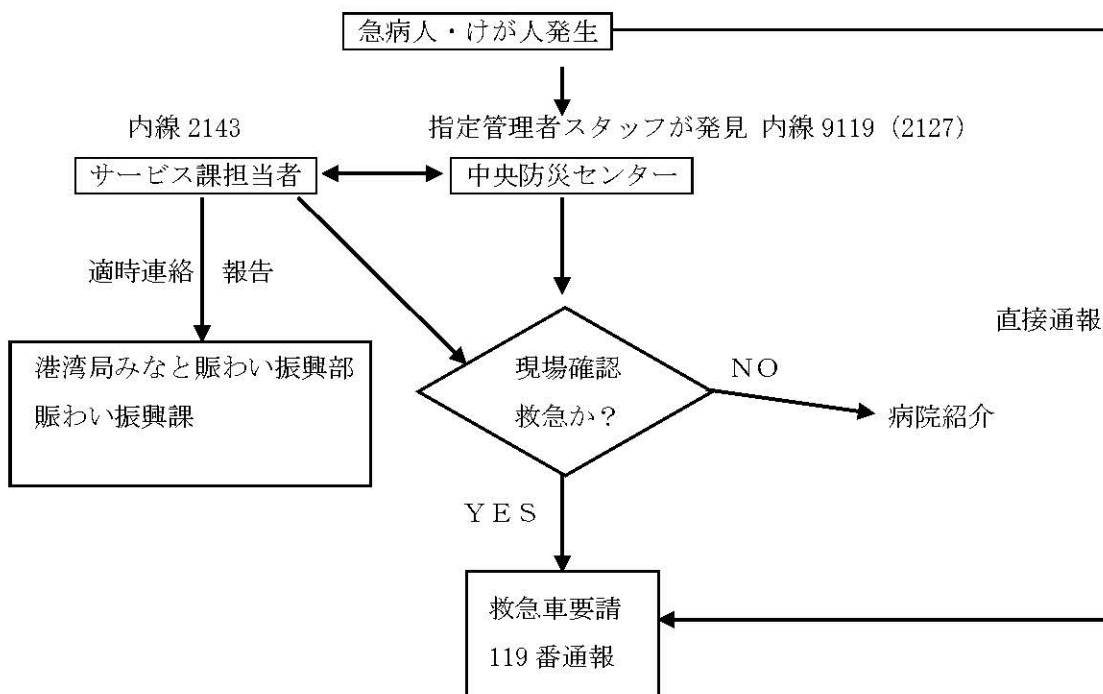 急病人・けが人発生
内線 2143
指定管理者スタッフが発見 内線 9119（2127）
サービス課担当者
中央防災センター
適時連絡 報告
直接通報
港湾局みなと賑わい振興部
賑わい振興課
現場確認
救急か？
ＮＯ
病院紹介
ＹＥＳ
救急車要請
119 番通報